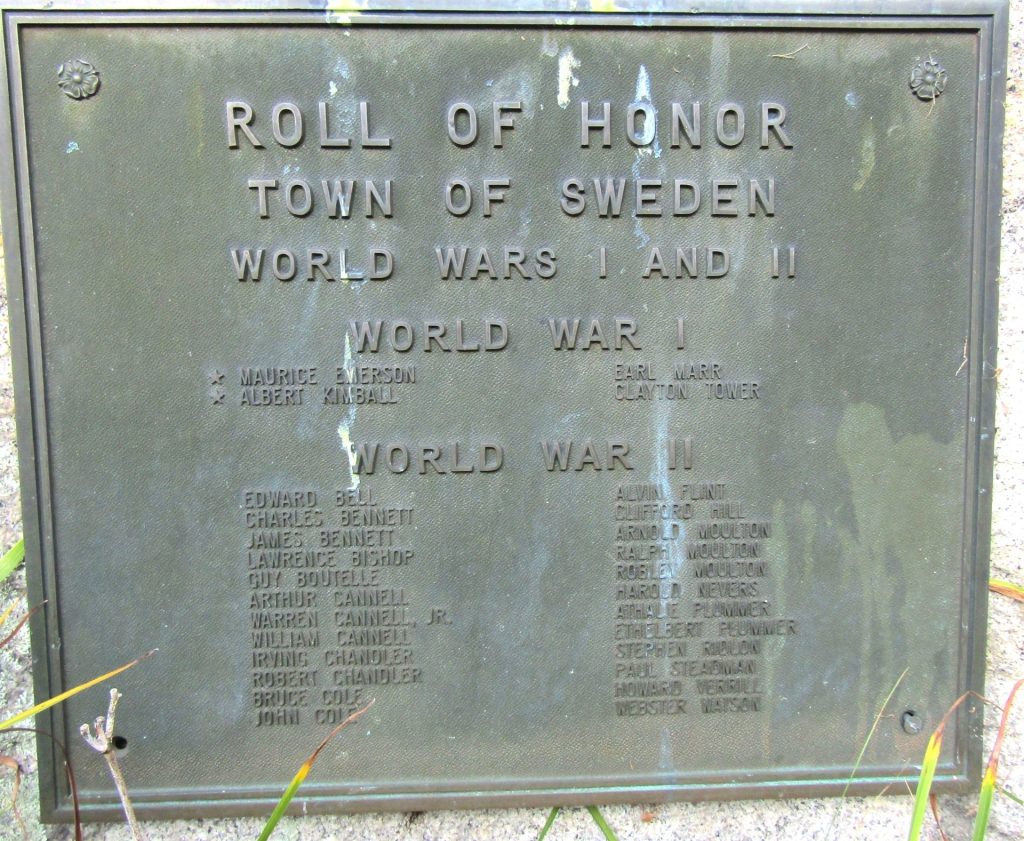 ROLL OF HONOR
TOWN OF SWEDEN
WORLD WARS I AND II
WORLD WAR I
★ MAURICE EMERSON
★ ALBERT KIMBALL
EARL MARR
CLAYTON TOWER
WORLD WAR II
EDWARD BELL
CHARLES BENNETT
JAMES BENNETT
LAWRENCE BISHOP
GUY BOUTELLE
ARTHUR CANNELL
WARREN CANNELL, JR.
WILLIAM CANNELL
IRVING CHANDLER
ROBERT CHANDLER
BRUCE COLE
JOHN COLE
ALVIN FLINT
CLIFFORD HILL
ARNOLD MOULTON
RALPH MOULTON
ROBLEY MOULTON
HAROLD NEVERS
ATHALIE PLUMMER
ETHELBERT PLUMMER
STEPHEN RIDLON
PAUL STEADMAN
HOWARD VERRILL
WEBSTER WATSON